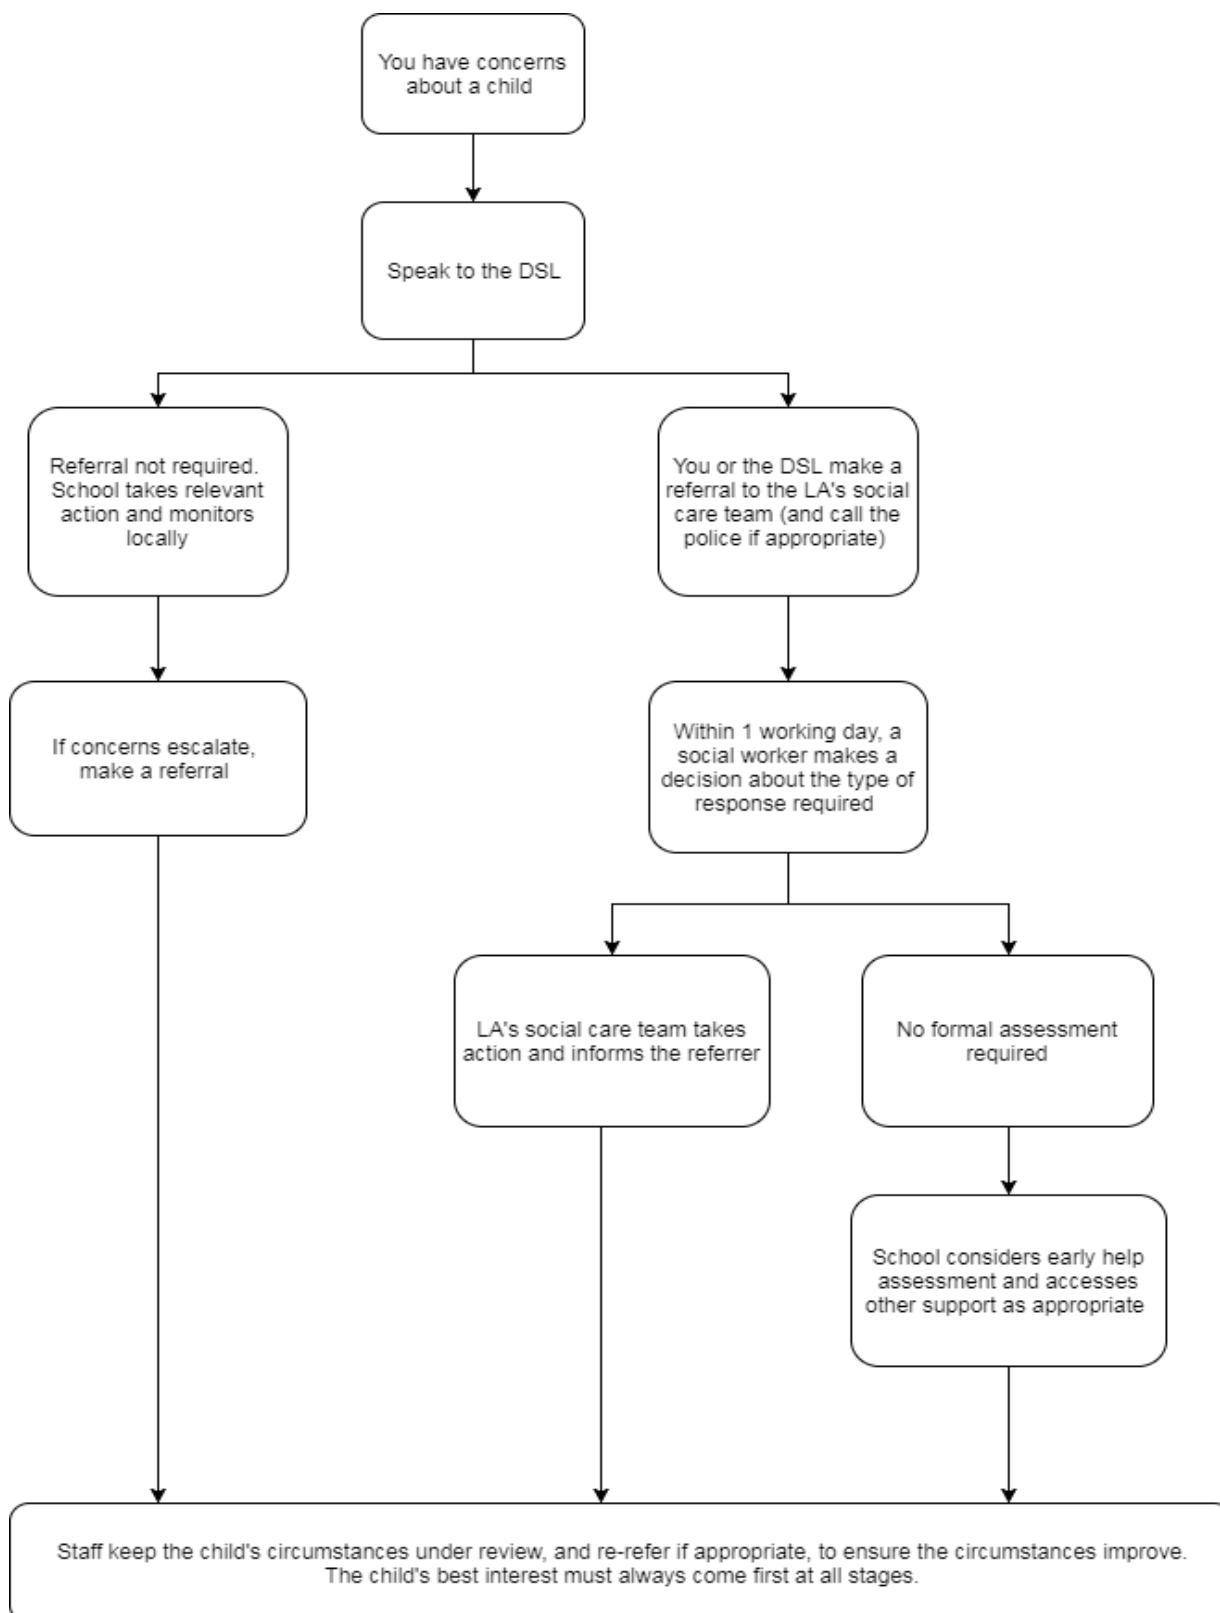 You have concerns
about a child
Speak to the DSL
Referral not required.
School takes relevant
action and monitors
locally
You or the DSL make a
referral to the LA's social
care team (and call the
police if appropriate)
If concerns escalate,
make a referral
Within 1 working day, a
social worker makes a
decision about the type of
response required
LA's social care team takes
action and informs the referrer
No formal assessment
required
School considers early help
assessment and accesses
other support as appropriate
Staff keep the child's circumstances under review, and re-refer if appropriate, to ensure the circumstances improve.
The child's best interest must always come first at all stages.